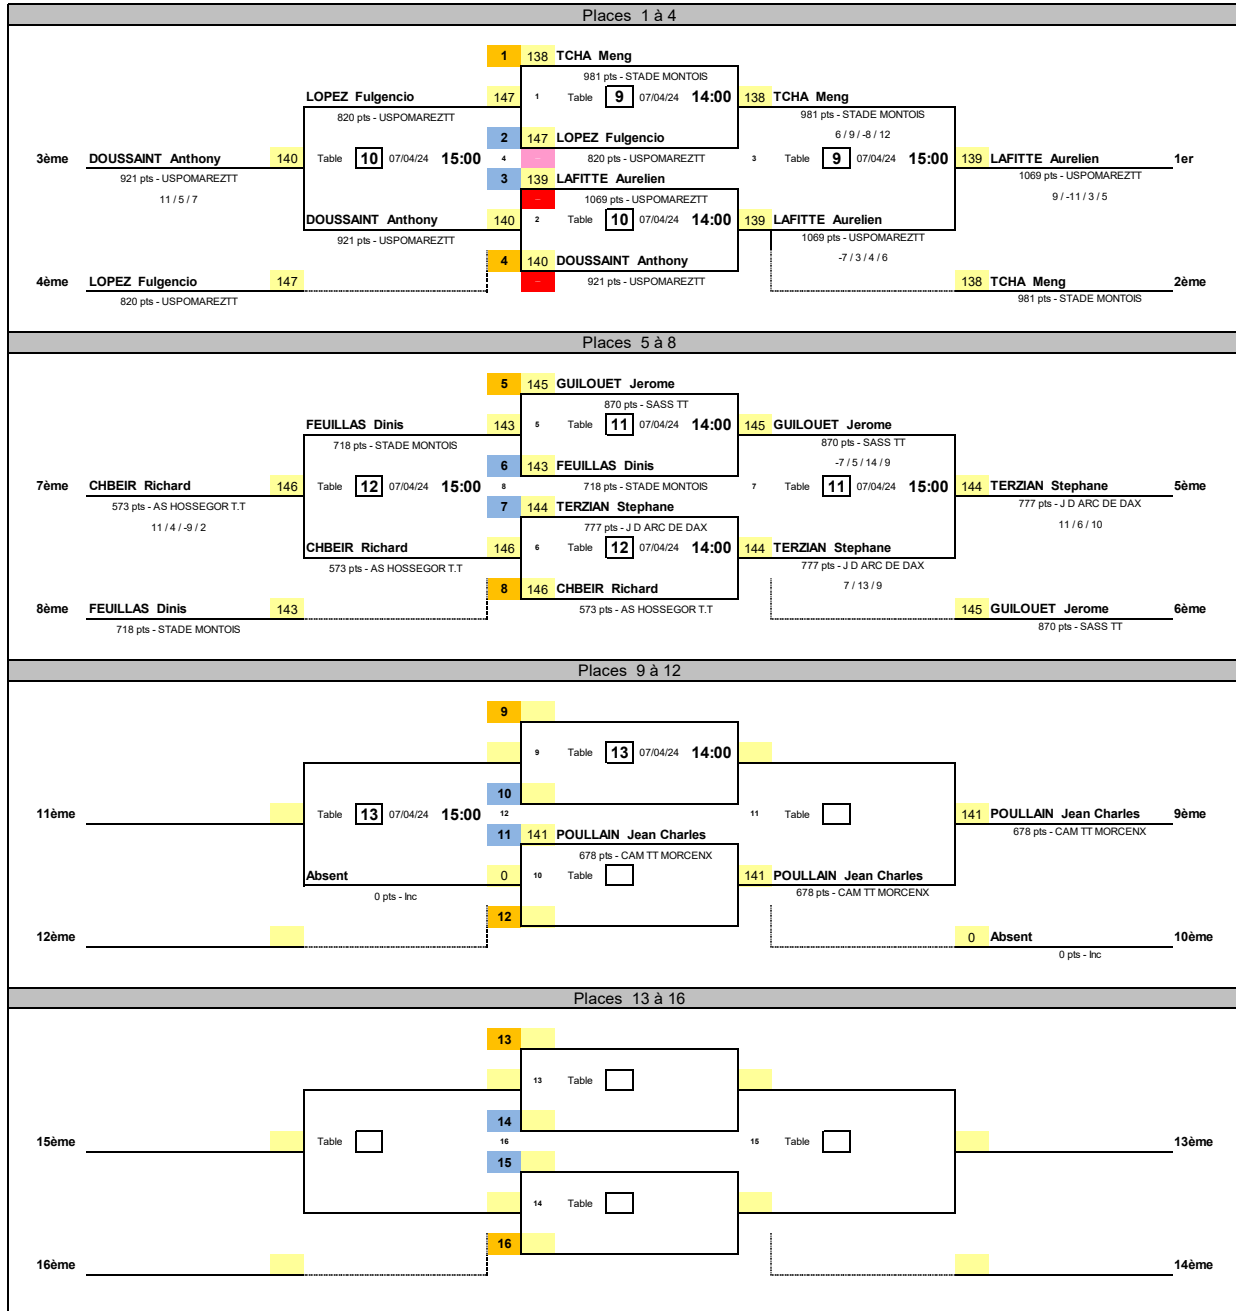 Places 1 à 4
1 138 TCHA Meng
981 pts - STADE MONTOIS
LOPEZ Fulgencio 147 1 Table 9 07/04/24 14:00 138 TCHA Meng
820 pts - USPOMAREZTT 981 pts - STADE MONTOIS
2 147 LOPEZ Fulgencio 6 / 9 / -8 / 12
3ème DOUSSAINT Anthony 140 Table 10 07/04/24 15:00 4 – 820 pts - USPOMAREZTT 3 Table 9 07/04/24 15:00 139 LAFITTE Aurelien 1er
921 pts - USPOMAREZTT 3 139 LAFITTE Aurelien 1069 pts - USPOMAREZTT
11 / 5 / 7 – 1069 pts - USPOMAREZTT 9 / -11 / 3 / 5
DOUSSAINT Anthony 140 2 Table 10 07/04/24 14:00 139 LAFITTE Aurelien
921 pts - USPOMAREZTT 1069 pts - USPOMAREZTT
4 140 DOUSSAINT Anthony -7 / 3 / 4 / 6
4ème LOPEZ Fulgencio 147 – 921 pts - USPOMAREZTT 138 TCHA Meng 2ème
820 pts - USPOMAREZTT 981 pts - STADE MONTOIS
Places 5 à 8
5 145 GUILOUET Jerome
870 pts - SASS TT
FEUILLAS Dinis 143 5 Table 11 07/04/24 14:00 145 GUILOUET Jerome
718 pts - STADE MONTOIS 870 pts - SASS TT
6 143 FEUILLAS Dinis -7 / 5 / 14 / 9
7ème CHBEIR Richard 146 Table 12 07/04/24 15:00 8 718 pts - STADE MONTOIS 7 Table 11 07/04/24 15:00 144 TERZIAN Stephane 5ème
573 pts - AS HOSSEGOR T.T 7 144 TERZIAN Stephane 777 pts - J D ARC DE DAX
11 / 4 / -9 / 2 777 pts - J D ARC DE DAX 11 / 6 / 10
CHBEIR Richard 146 6 Table 12 07/04/24 14:00 144 TERZIAN Stephane
573 pts - AS HOSSEGOR T.T 777 pts - J D ARC DE DAX
8 146 CHBEIR Richard 7 / 13 / 9
8ème FEUILLAS Dinis 143 573 pts - AS HOSSEGOR T.T 145 GUILOUET Jerome 6ème
718 pts - STADE MONTOIS 870 pts - SASS TT
Places 9 à 12
9
9 Table 13 07/04/24 14:00
10
11ème Table 13 07/04/24 15:00 12 11 Table 141 POULLAIN Jean Charles 9ème
11 141 POULLAIN Jean Charles 678 pts - CAM TT MORCENX
678 pts - CAM TT MORCENX
Absent 0 10 Table 141 POULLAIN Jean Charles
0 pts - Inc 678 pts - CAM TT MORCENX
12
12ème 0 Absent 10ème
0 pts - Inc
Places 13 à 16
13
13 Table
14
15ème Table 16 15 Table 13ème
15
14 Table
16
16ème 14ème